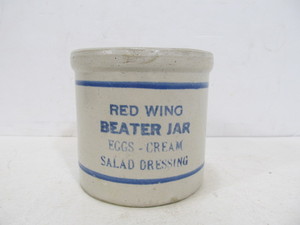 RED WING
BEATER JAR
EGGS - CREAM
SALAD DRESSING